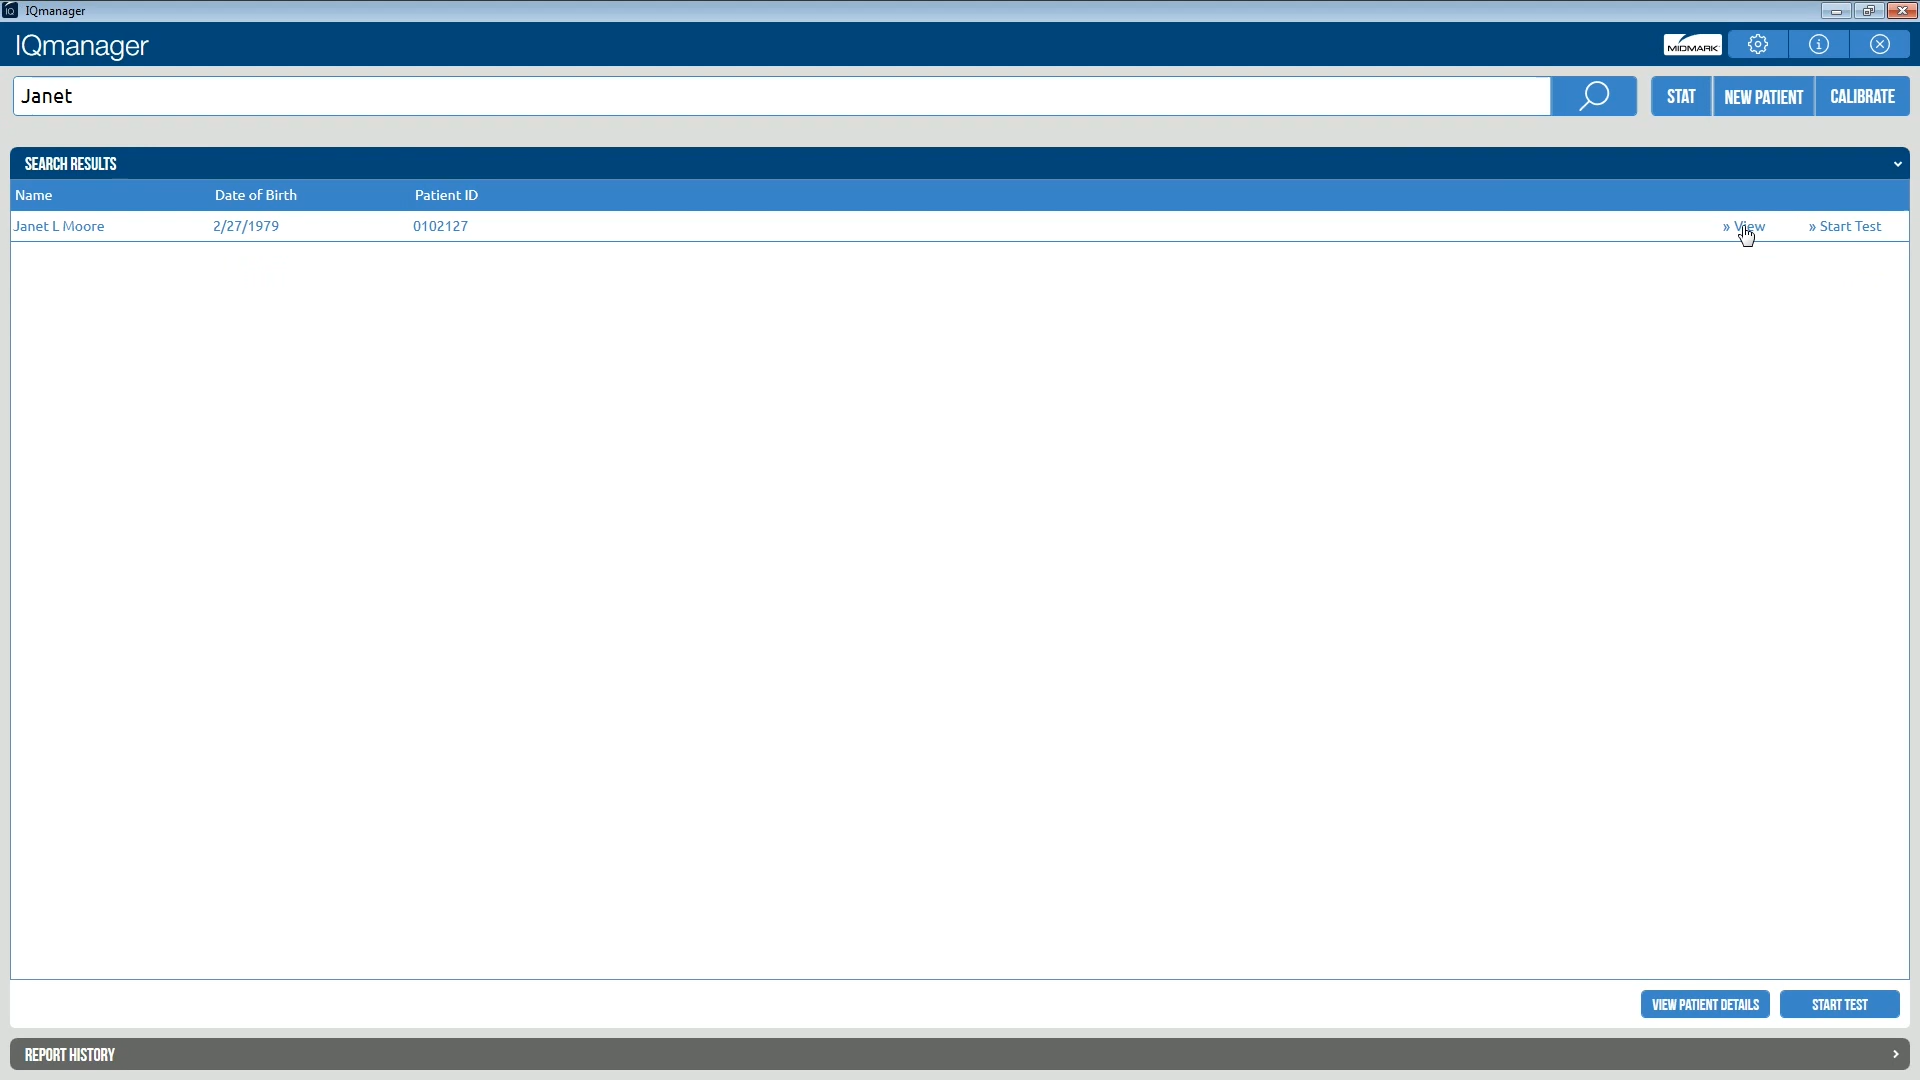 IQ IQmanager
IQmanager
MIDMARK
Janet
STAT NEW PATIENT CALIBRATE
SEARCH RESULTS
Name Date of Birth Patient ID
Janet L Moore 2/27/1979 0102127 » View » Start Test
VIEW PATIENT DETAILS START TEST
REPORT HISTORY